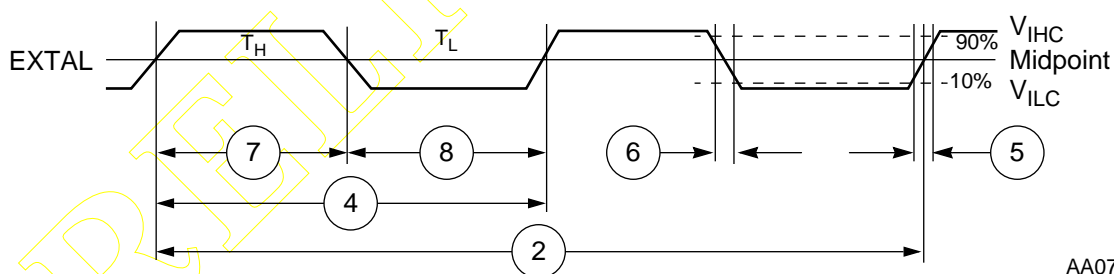 EXTAL
T_H
T_L
V_IHC
90%
Midpoint
10%
V_ILC
7
8
6
5
4
2
AA07